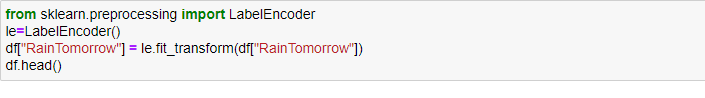 from sklearn.preprocessing import LabelEncoder
le=LabelEncoder()
df["RainTomorrow"] = le.fit_transform(df["RainTomorrow"])
df.head()